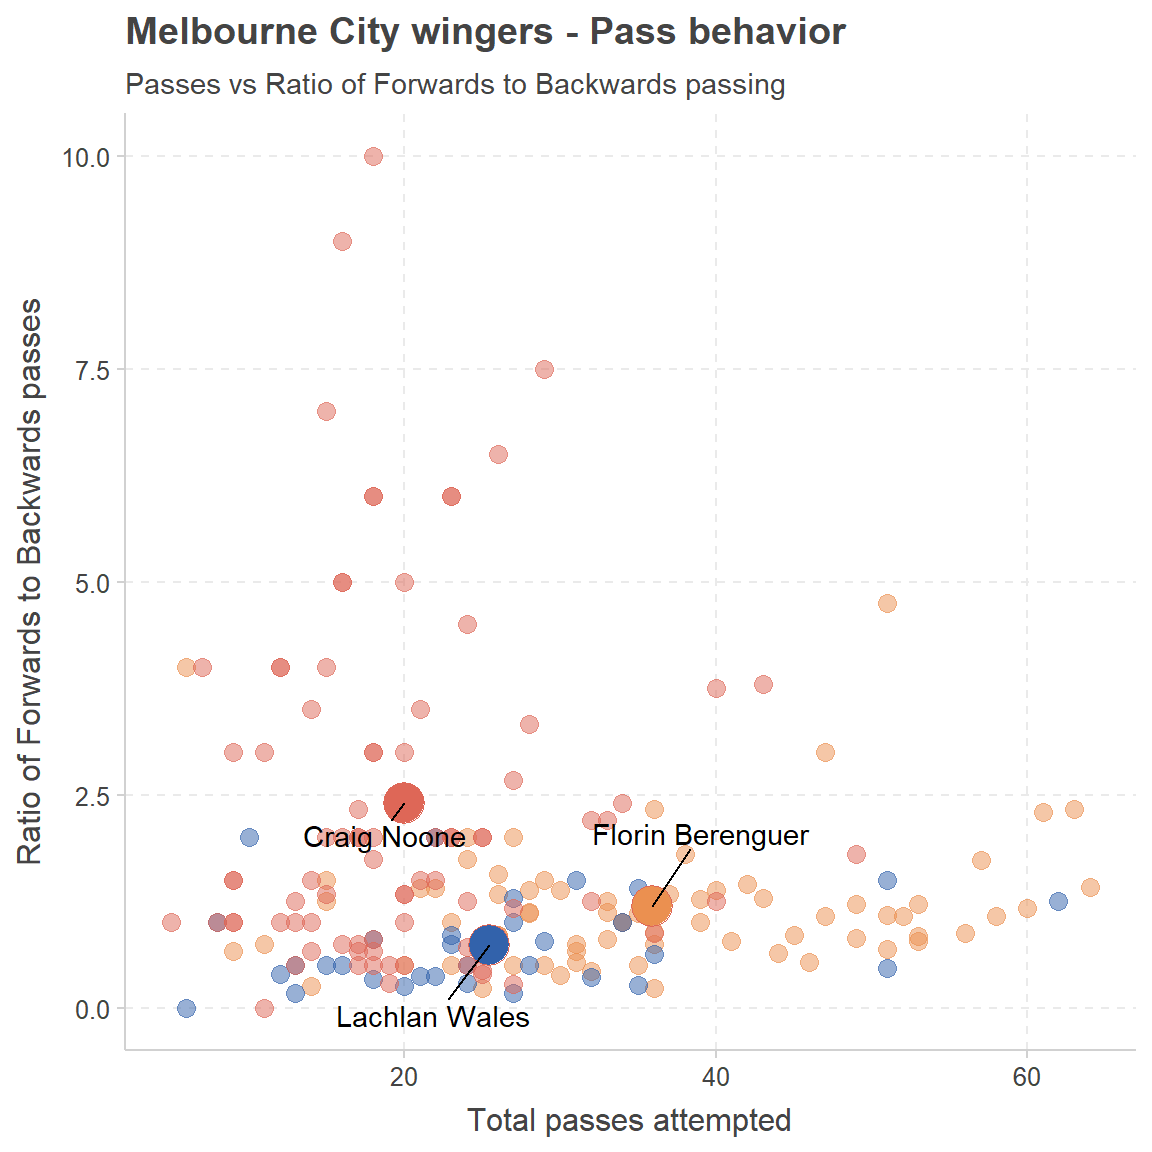 Melbourne City wingers - Pass behavior
Passes vs Ratio of Forwards to Backwards passing
Ratio of Forwards to Backwards passes
10.0
7.5
5.0
2.5
0.0
Craig Noone
Florin Berenguer
Lachlan Wales
20
40
60
Total passes attempted